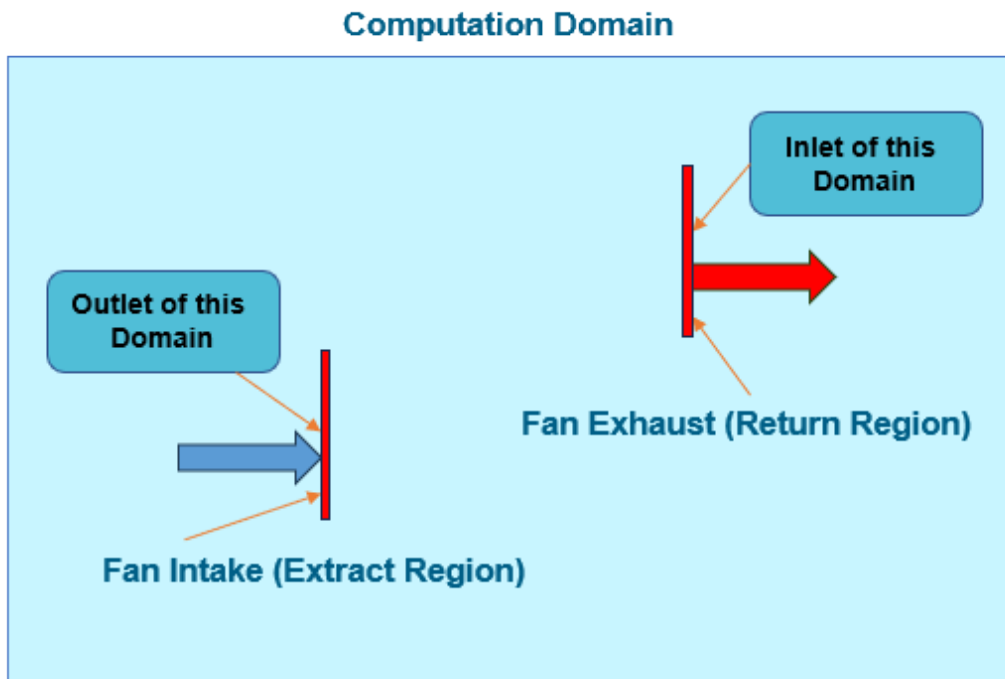 Computation Domain
Inlet of this
Domain
Outlet of this
Domain
Fan Exhaust (Return Region)
Fan Intake (Extract Region)